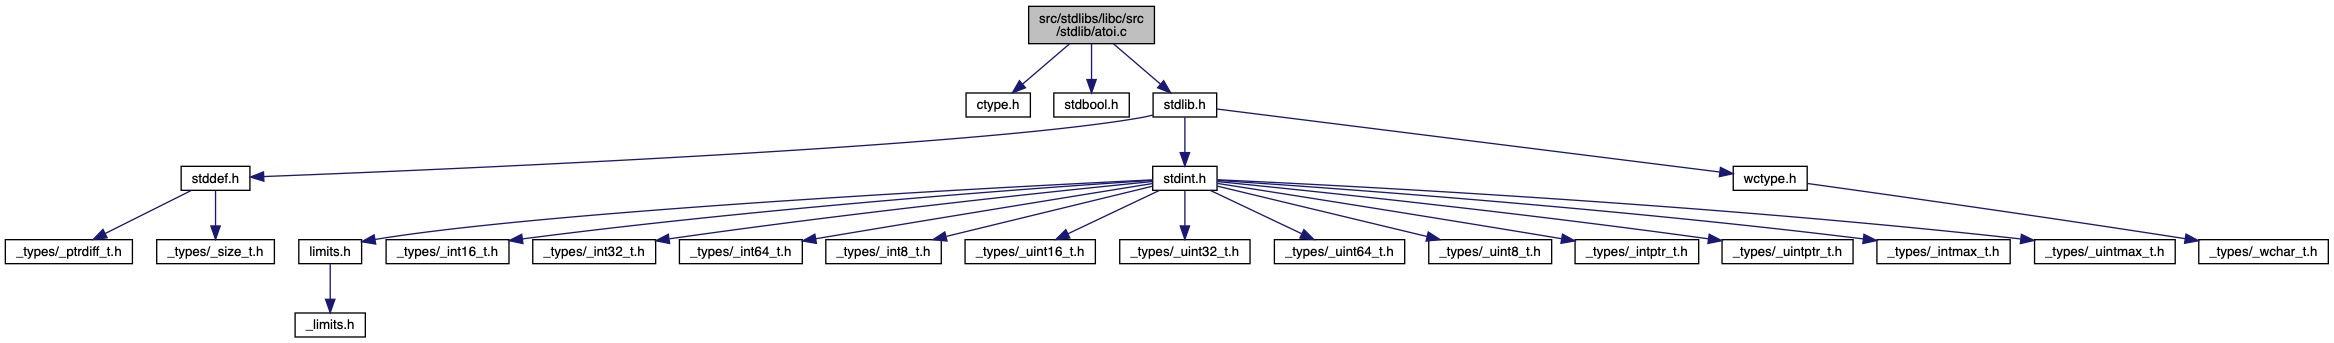 src/stdlibs/libc/src
/stdlib/atoi.c
ctype.h
stdbool.h
stdlib.h
stddef.h
stdint.h
wctype.h
_types/_ptrdiff_t.h
_types/_size_t.h
limits.h
_types/_int16_t.h
_types/_int32_t.h
_types/_int64_t.h
_types/_int8_t.h
_types/_uint16_t.h
_types/_uint32_t.h
_types/_uint64_t.h
_types/_uint8_t.h
_types/_intptr_t.h
_types/_uintptr_t.h
_types/_intmax_t.h
_types/_uintmax_t.h
_types/_wchar_t.h
_limits.h